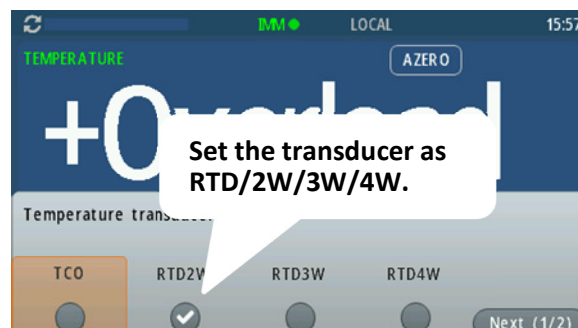 IMM LOCAL 15:57
TEMPERATURE AZERO
+Overload
Set the transducer as
RTD/2W/3W/4W.
Temperature transducer
TCO RTD2W RTD3W RTD4W
Next (1/2)